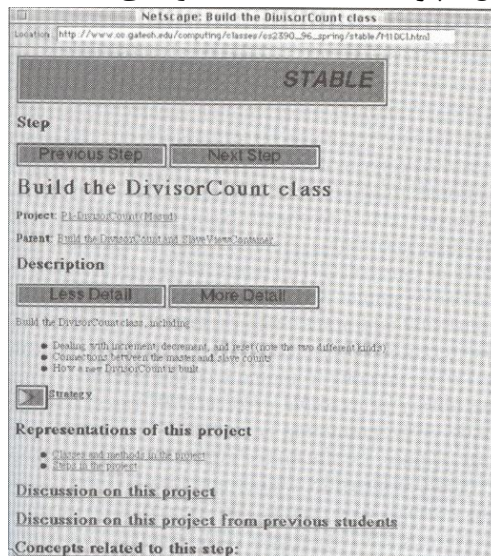 Netscape: Build the DivisorCount class
Location: http://www.cc.gatech.edu/computing/classes/cs2390_96_spring/stable/M1DC1.html
STABLE
Step
Previous Step Next Step
Build the DivisorCount class
Project: P1-DivisorCount
Parent: Build the DivisorCount and SlaveViewContainer
Description
Less Detail More Detail
Build the DivisorCount class, including
Dealing with increment, decrement, and reset (note the two different kinds)
Connections between the master and slave counts
How a new DivisorCount is built
Strategy
Representations of this project
Classes and methods in the project
Steps in the project
Discussion on this project
Discussion on this project from previous students
Concepts related to this step: